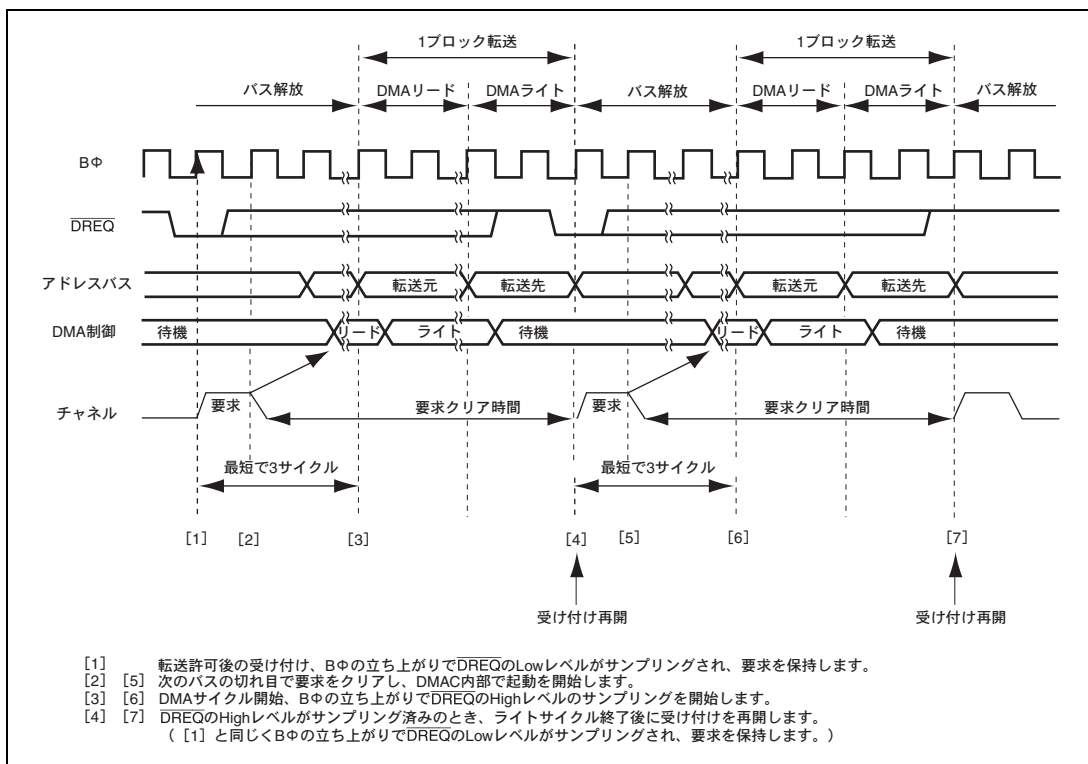 1ブロック転送 1ブロック転送
バス解放 DMAリード DMAライト バス解放 DMAリード DMAライト バス解放
BΦ
DREQ
アドレスバス 転送元 転送先 転送元 転送先
DMA制御 待機 リード ライト 待機 リード ライト 待機
チャネル 要求 要求クリア時間 要求 要求クリア時間
最短で3サイクル 最短で3サイクル
[1] [2] [3] [4] [5] [6] [7]
受け付け再開 受け付け再開
[1] 転送許可後の受け付け、BΦの立ち上がりでDREQのLowレベルがサンプリングされ、要求を保持します。
[2] [5] 次のバスの切れ目で要求をクリアし、DMAC内部で起動を開始します。
[3] [6] DMAサイクル開始、BΦの立ち上がりでDREQのHighレベルのサンプリングを開始します。
[4] [7] DREQのHighレベルがサンプリング済みのとき、ライトサイクル終了後に受け付けを再開します。
( [1] と同じくBΦの立ち上がりでDREQのLowレベルがサンプリングされ、要求を保持します。)